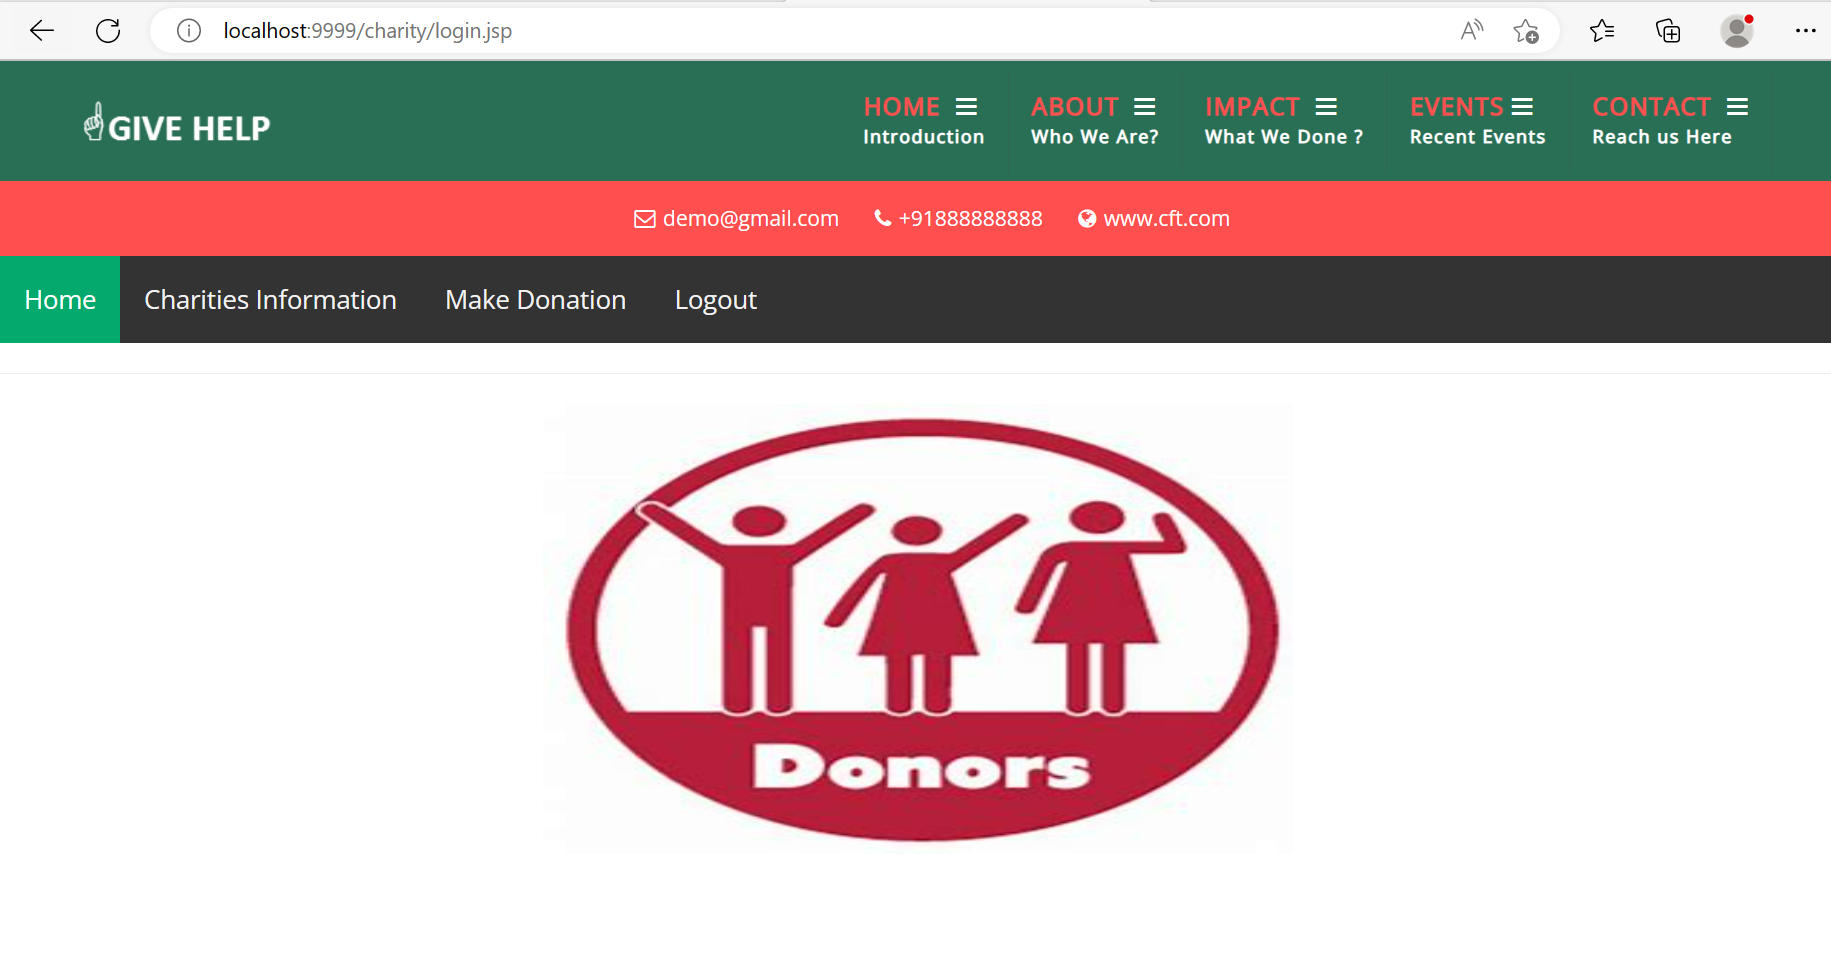 localhost:9999/charity/login.jsp
GIVE HELP
HOME ABOUT IMPACT EVENTS CONTACT
Introduction Who We Are? What We Done ? Recent Events Reach us Here
demo@gmail.com +91888888888 www.cft.com
Home Charities Information Make Donation Logout
Donors